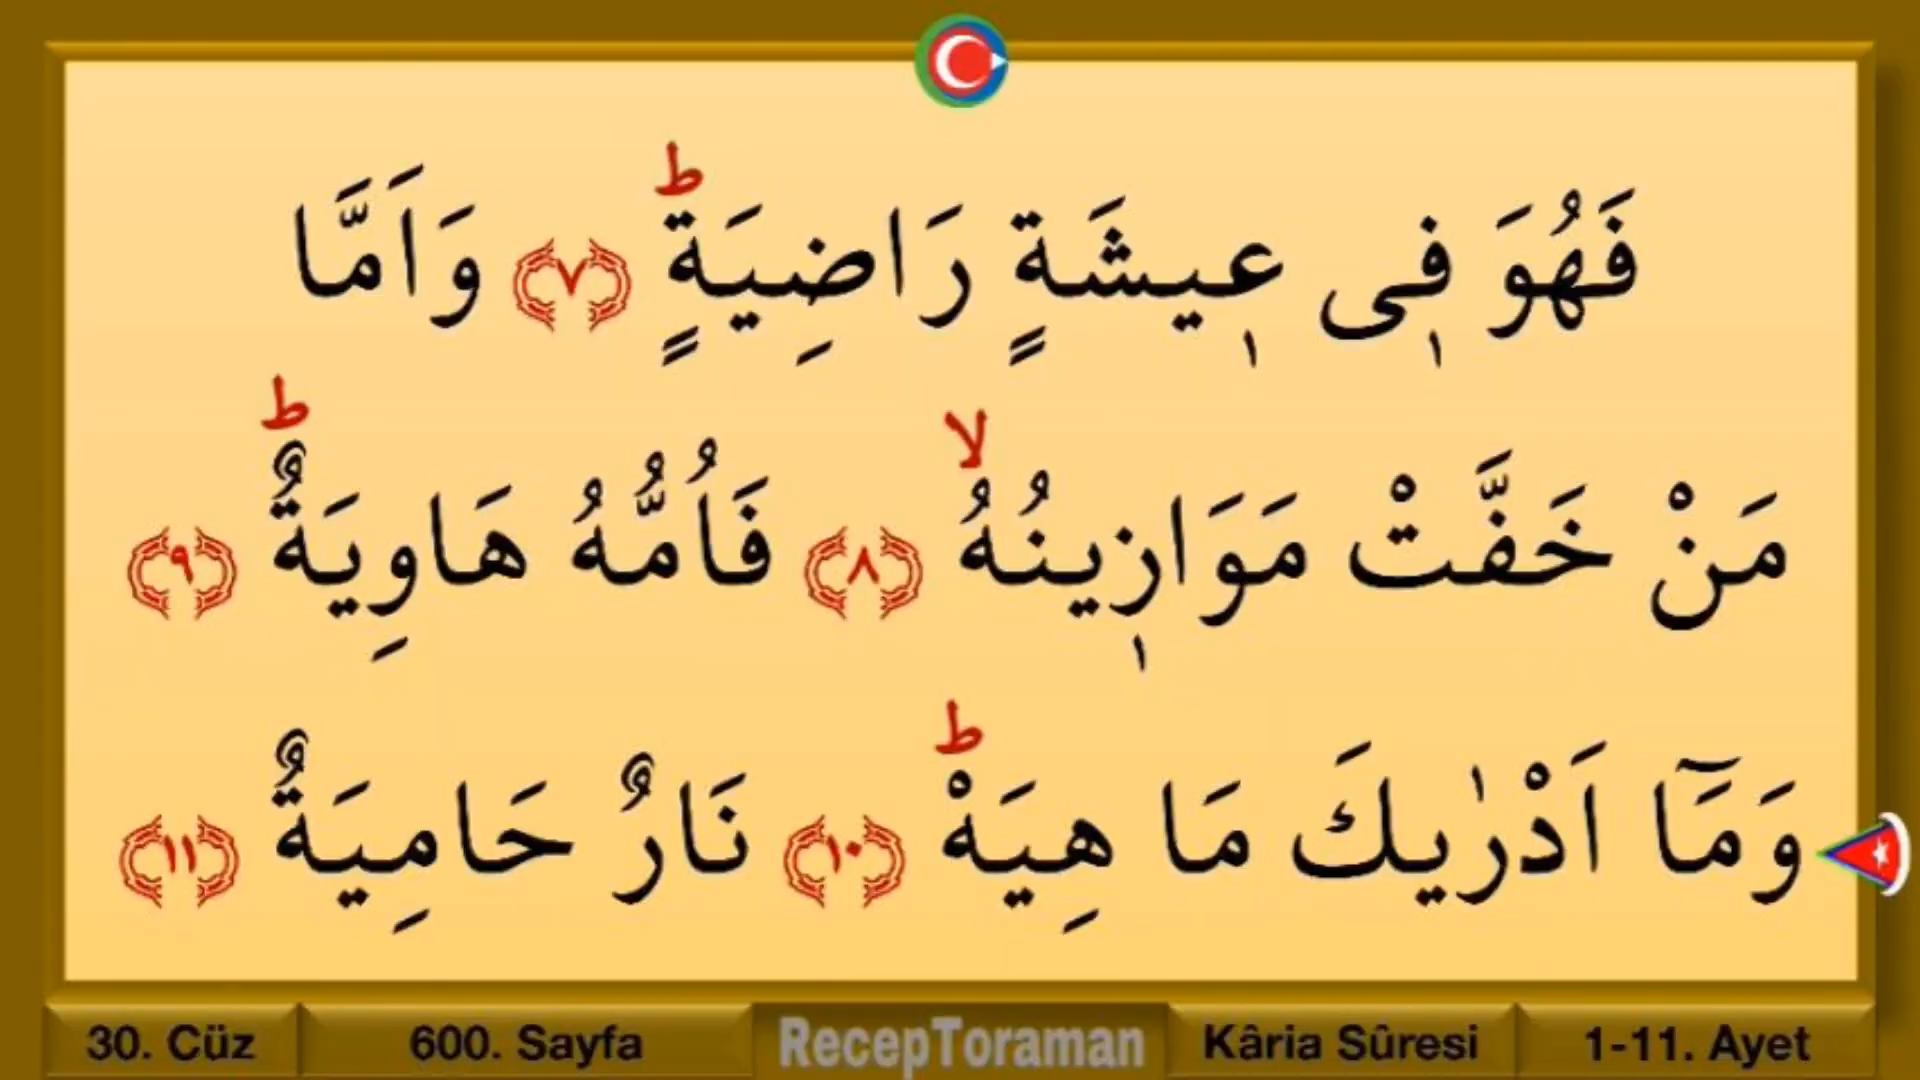 فَهُوَ ف۪ى ع۪يشَةٍ رَاضِيَةٍۜ ﴿٧﴾ وَاَمَّا
مَنْ خَفَّتْ مَوَاز۪ينُهُۙ ﴿٨﴾ فَاُمُّهُ هَاوِيَةٌۜ ﴿٩﴾
وَمَٓا اَدْرٰيكَ مَا هِيَهْۜ ﴿١٠﴾ نَارٌ حَامِيَةٌ ﴿١١﴾
30. Cüz 600. Sayfa RecepToraman Kâria Sûresi 1-11. Ayet